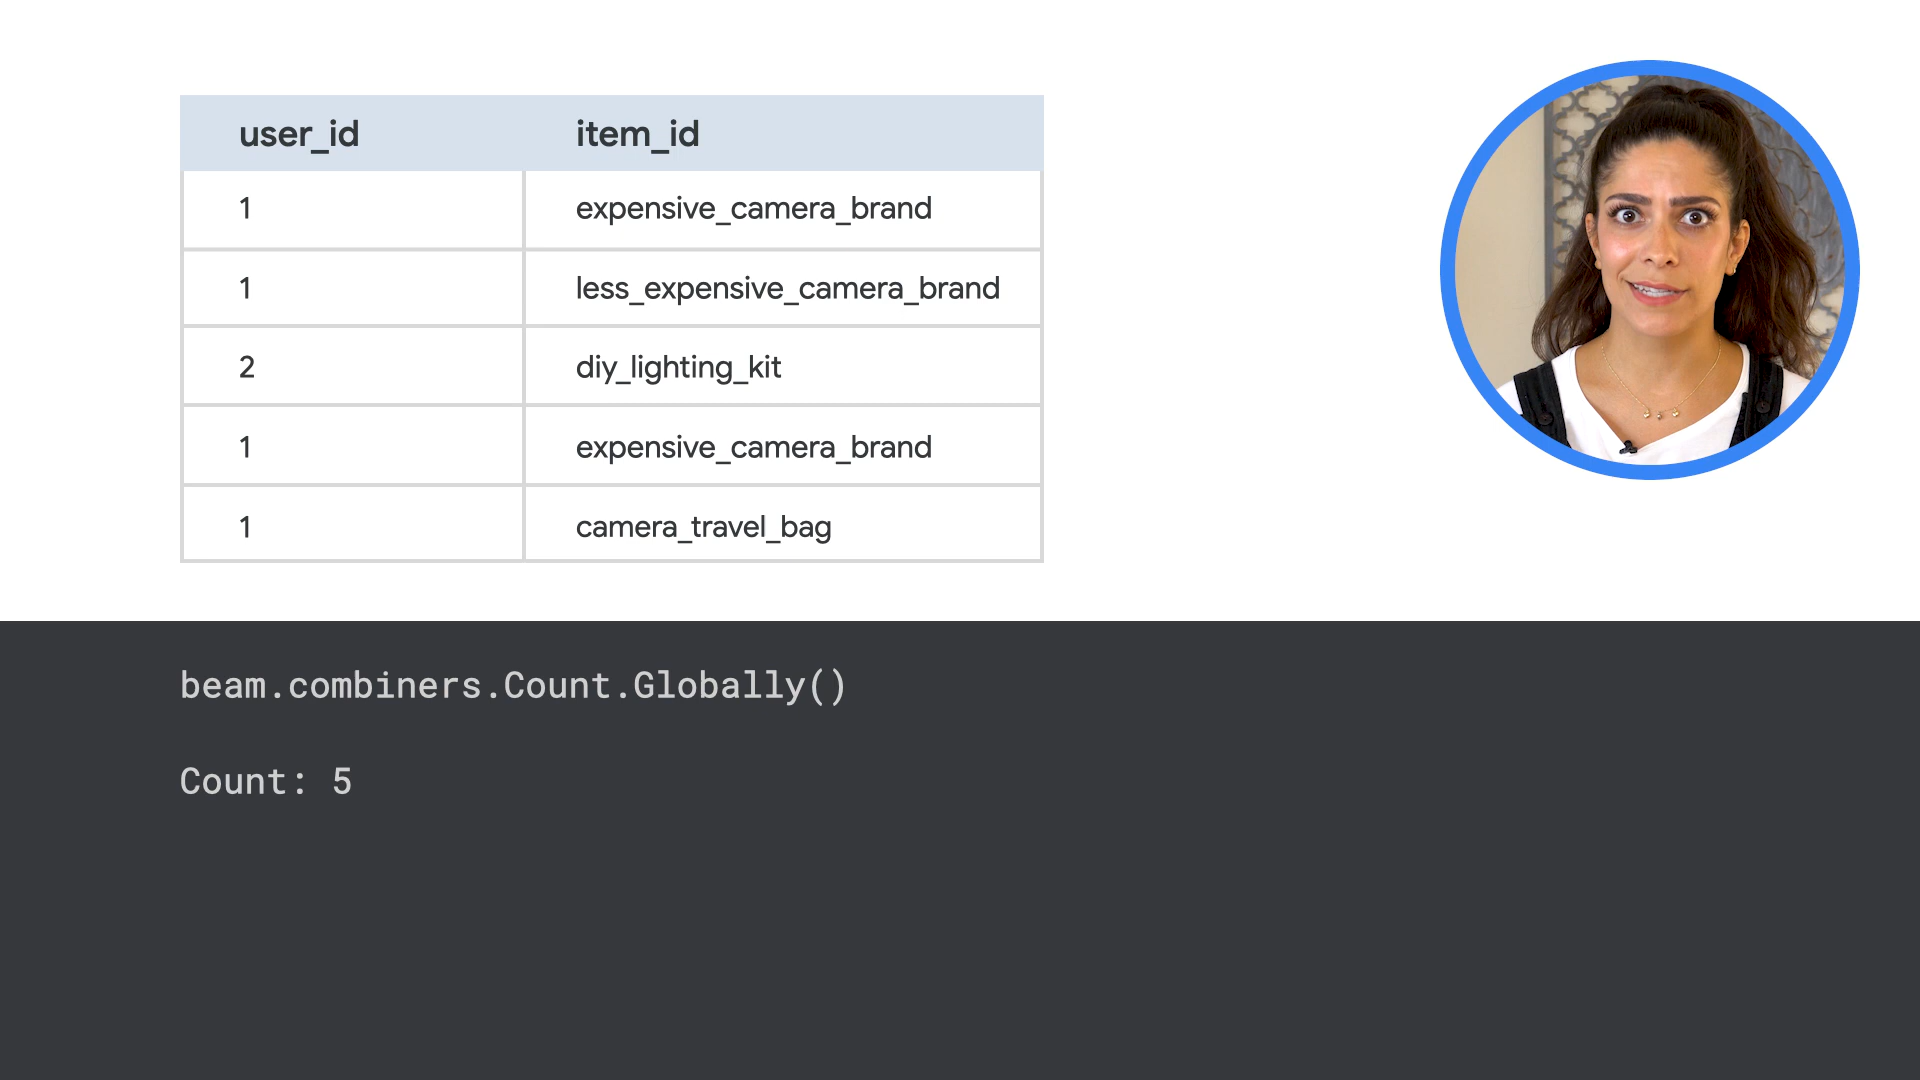 user_id item_id
1 expensive_camera_brand
1 less_expensive_camera_brand
2 diy_lighting_kit
1 expensive_camera_brand
1 camera_travel_bag
beam.combiners.Count.Globally()
Count: 5